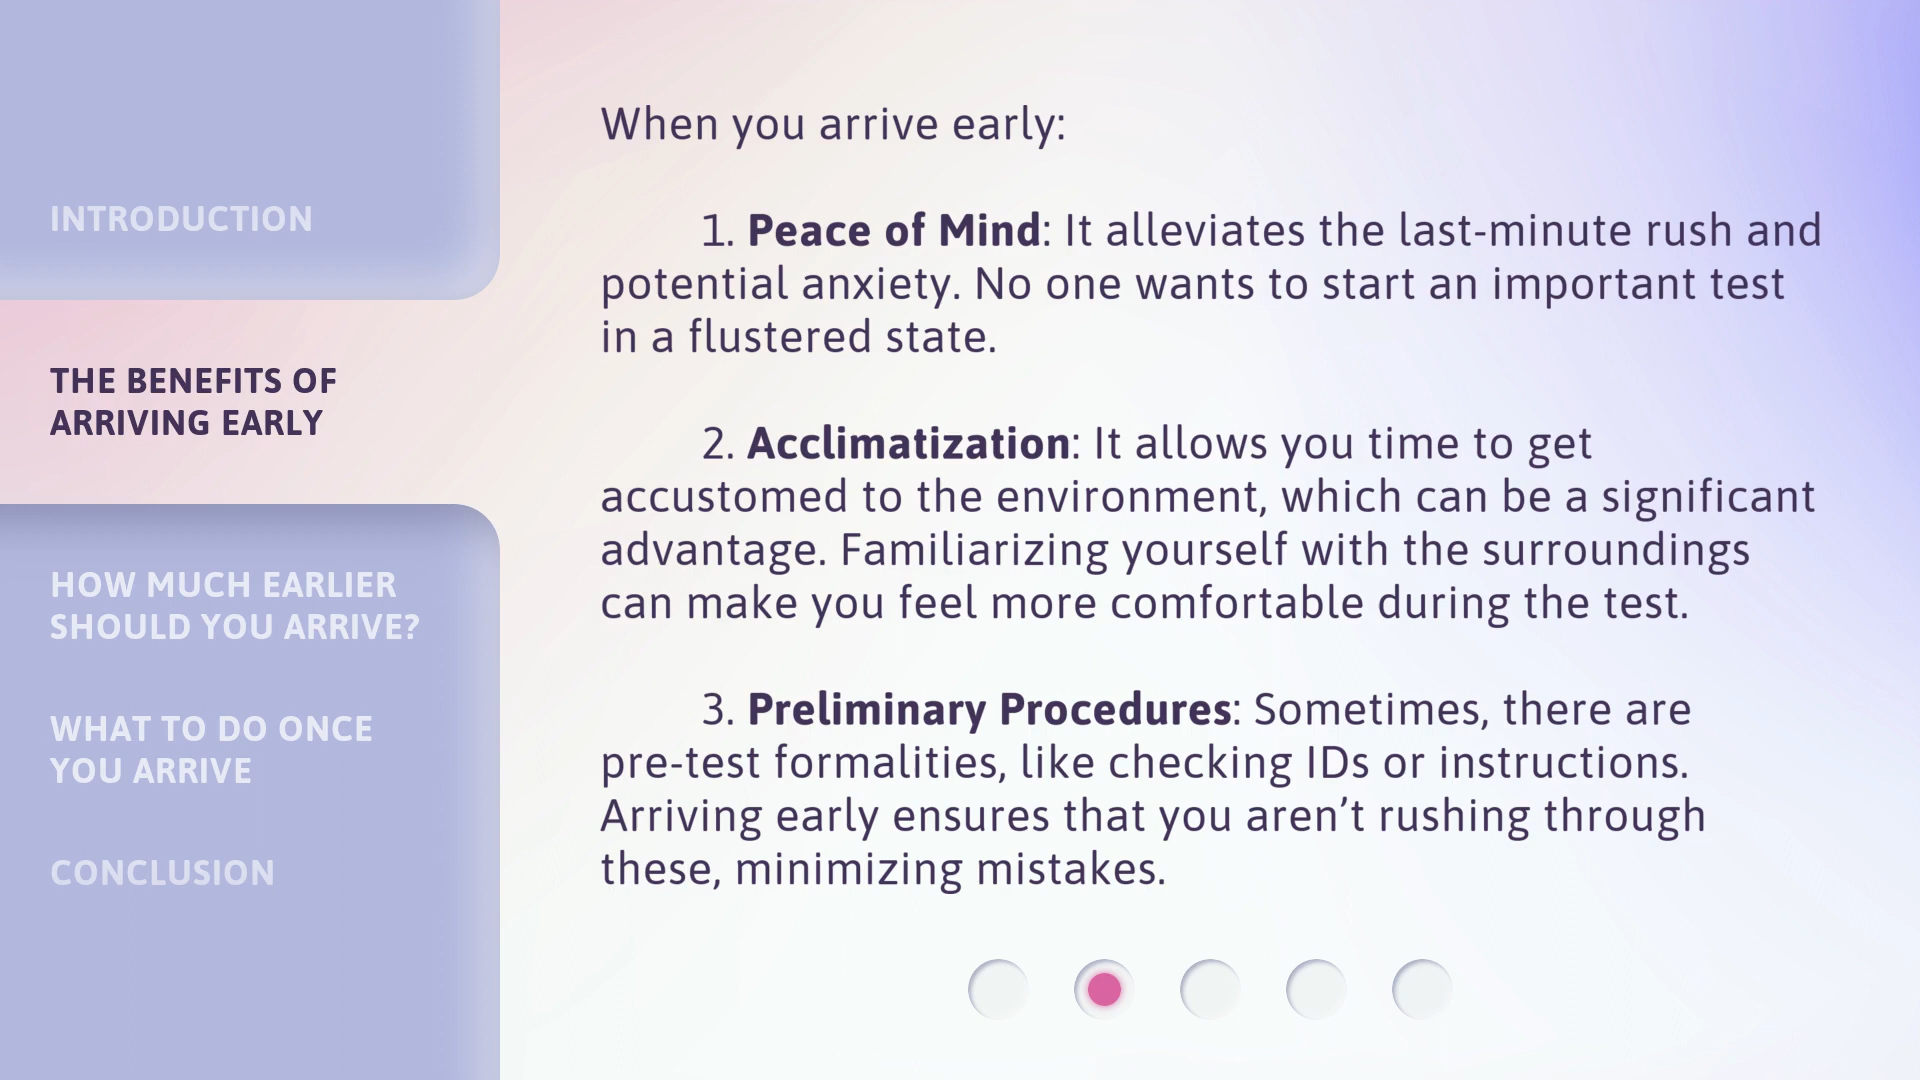 INTRODUCTION
THE BENEFITS OF
ARRIVING EARLY
HOW MUCH EARLIER
SHOULD YOU ARRIVE?
WHAT TO DO ONCE
YOU ARRIVE
CONCLUSION
When you arrive early:
1. Peace of Mind: It alleviates the last-minute rush and
potential anxiety. No one wants to start an important test
in a flustered state.
2. Acclimatization: It allows you time to get
accustomed to the environment, which can be a significant
advantage. Familiarizing yourself with the surroundings
can make you feel more comfortable during the test.
3. Preliminary Procedures: Sometimes, there are
pre-test formalities, like checking IDs or instructions.
Arriving early ensures that you aren’t rushing through
these, minimizing mistakes.